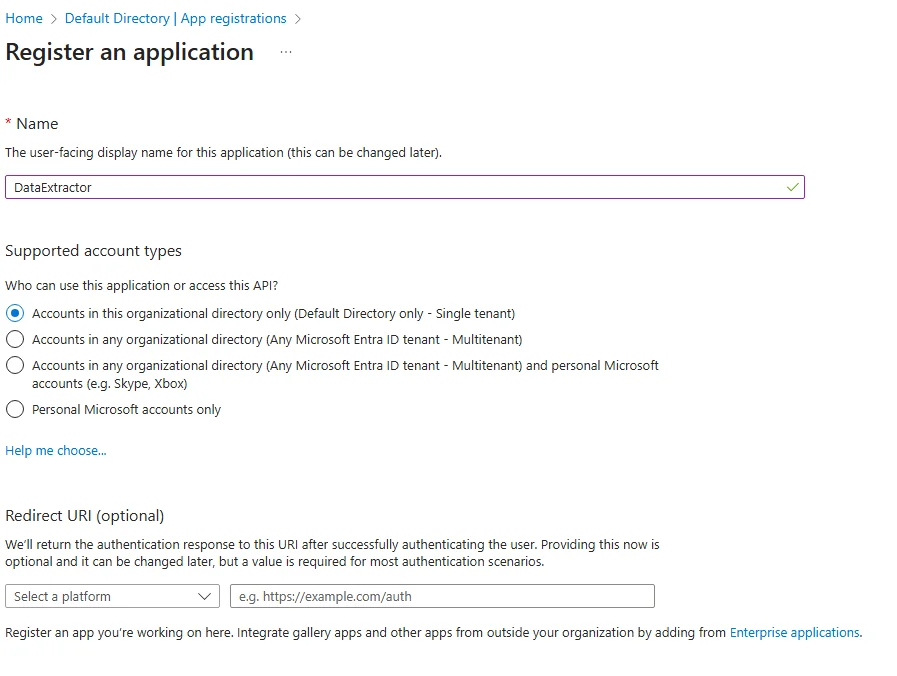 Home > Default Directory | App registrations >
Register an application ...
* Name
The user-facing display name for this application (this can be changed later).
DataExtractor
Supported account types
Who can use this application or access this API?
Accounts in this organizational directory only (Default Directory only - Single tenant)
Accounts in any organizational directory (Any Microsoft Entra ID tenant - Multitenant)
Accounts in any organizational directory (Any Microsoft Entra ID tenant - Multitenant) and personal Microsoft
accounts (e.g. Skype, Xbox)
Personal Microsoft accounts only
Help me choose...
Redirect URI (optional)
We'll return the authentication response to this URI after successfully authenticating the user. Providing this now is
optional and it can be changed later, but a value is required for most authentication scenarios.
Select a platform
e.g. https://example.com/auth
Register an app you're working on here. Integrate gallery apps and other apps from outside your organization by adding from Enterprise applications.